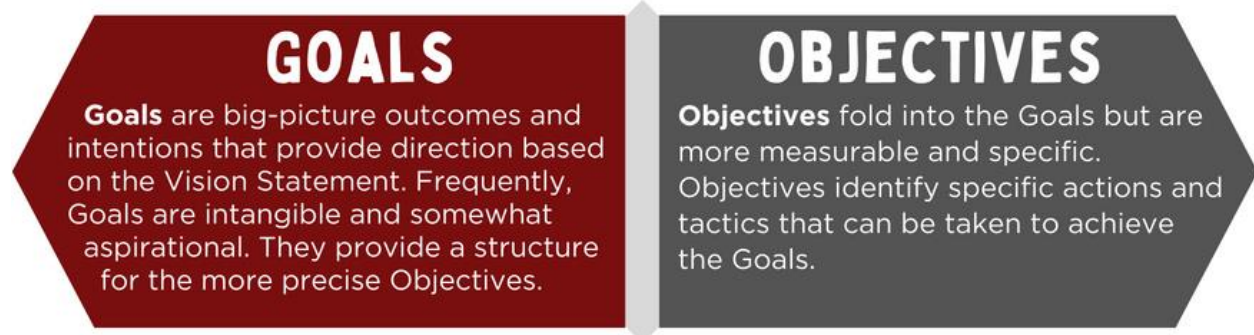 GOALS
Goals are big-picture outcomes and
intentions that provide direction based
on the Vision Statement. Frequently,
Goals are intangible and somewhat
aspirational. They provide a structure
for the more precise Objectives.
OBJECTIVES
Objectives fold into the Goals but are
more measurable and specific.
Objectives identify specific actions and
tactics that can be taken to achieve
the Goals.